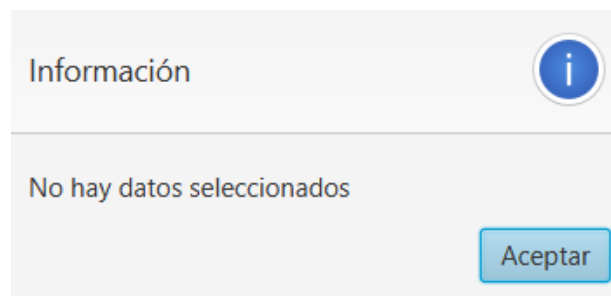 Información
i
No hay datos seleccionados
Aceptar